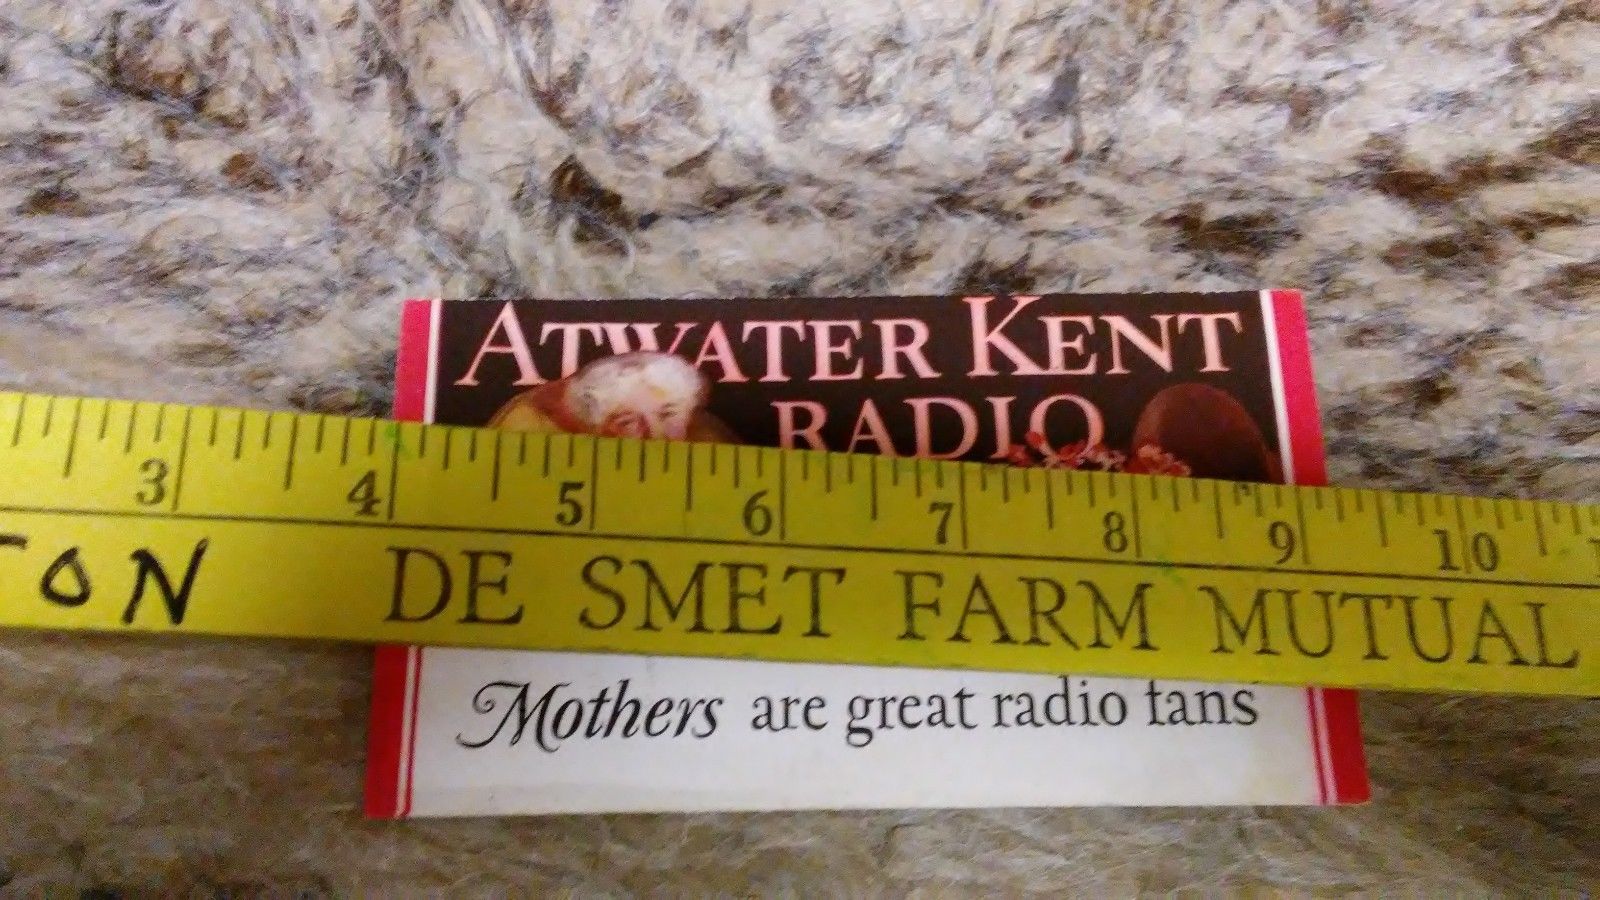 ATWATER KENT
RADIO
3 4 5 6 7 8 9 10
TON DE SMET FARM MUTUAL
Mothers are great radio fans